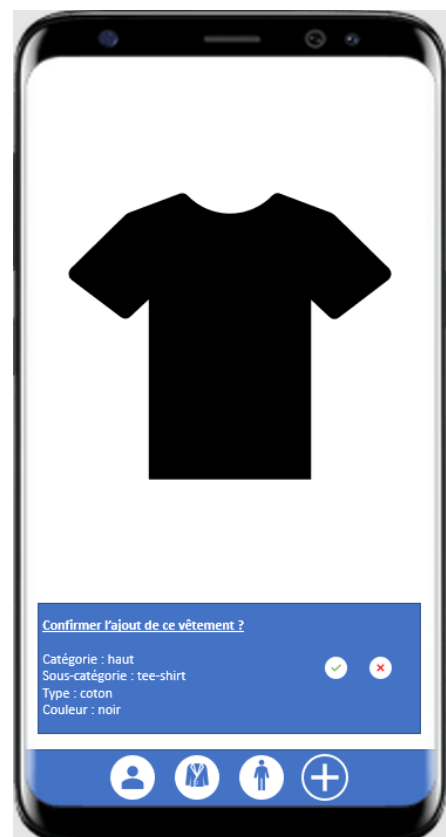 Confirmer l'ajout de ce vêtement ?
Catégorie : haut
Sous-catégorie : tee-shirt
Type : coton
Couleur : noir